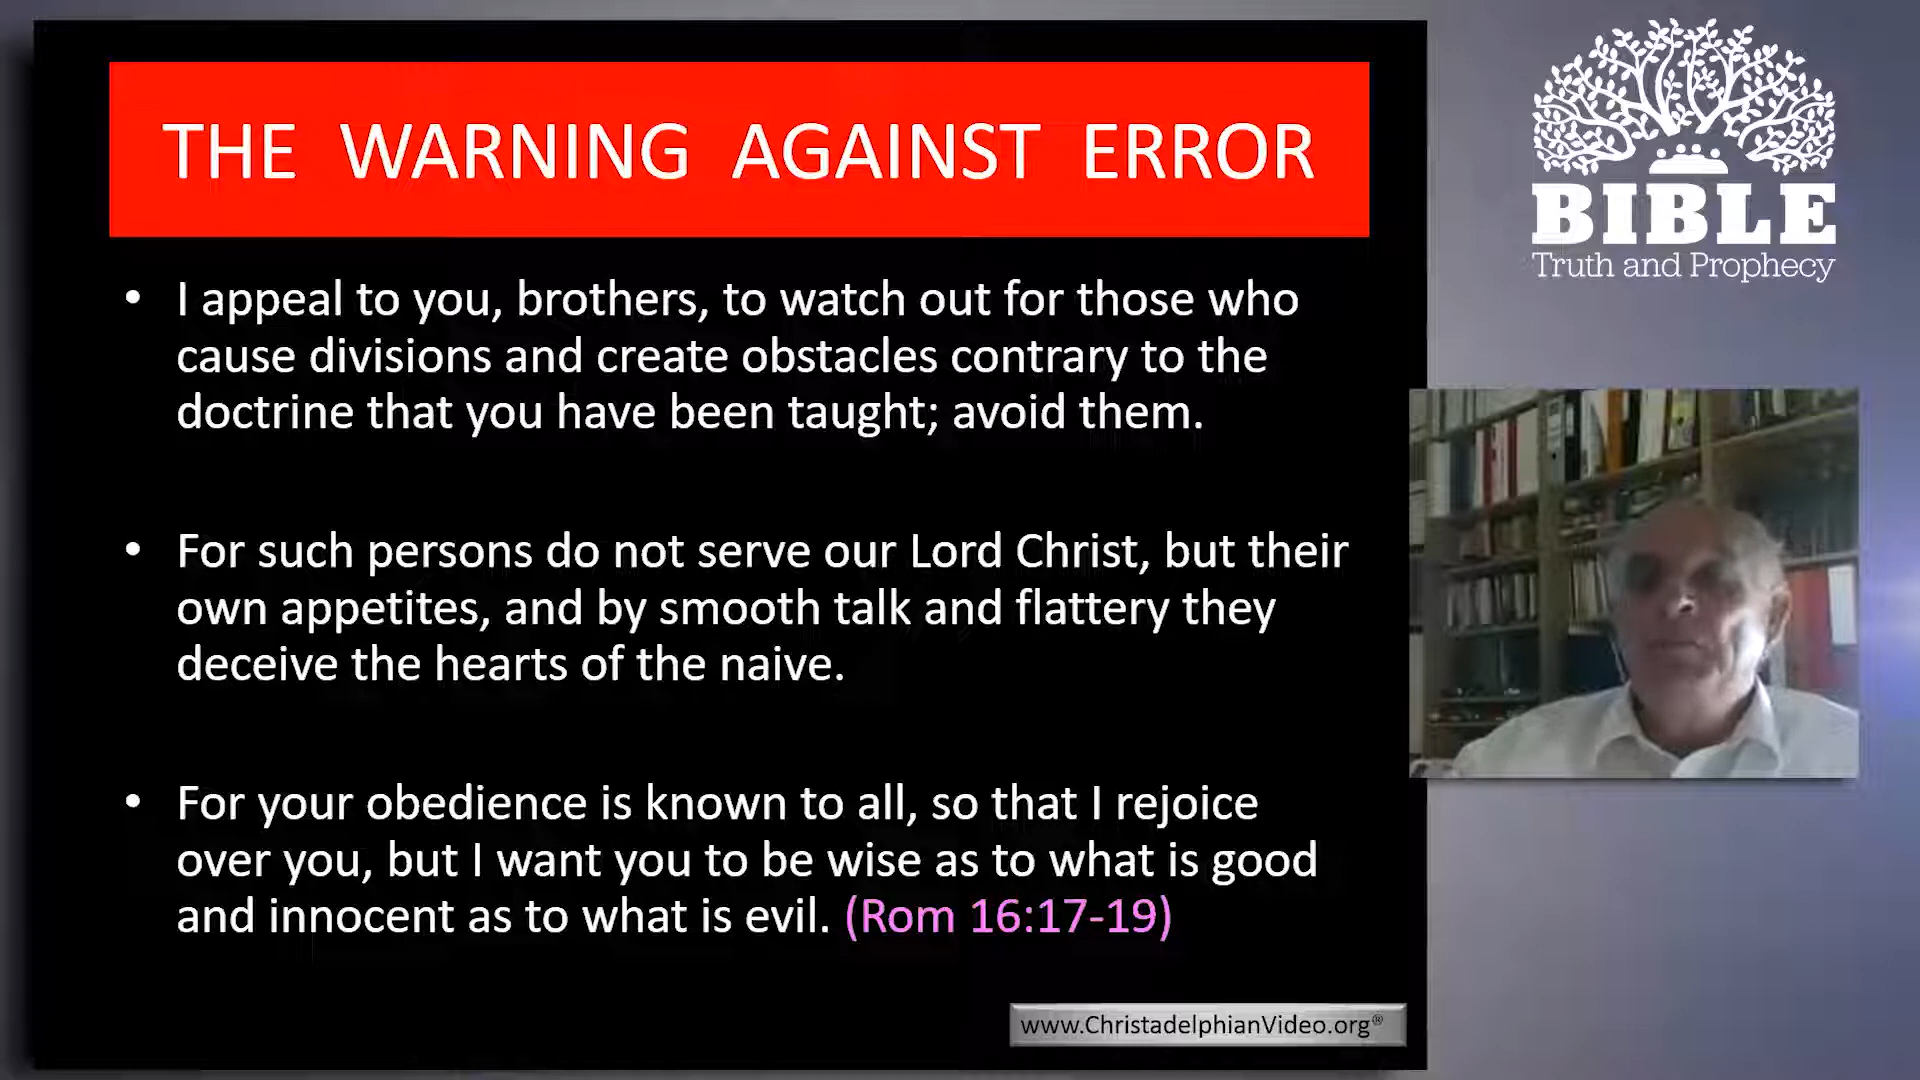 THE WARNING AGAINST ERROR
• I appeal to you, brothers, to watch out for those who
cause divisions and create obstacles contrary to the
doctrine that you have been taught; avoid them.
• For such persons do not serve our Lord Christ, but their
own appetites, and by smooth talk and flattery they
deceive the hearts of the naive.
• For your obedience is known to all, so that I rejoice
over you, but I want you to be wise as to what is good
and innocent as to what is evil. (Rom 16:17-19)
www.ChristadelphianVideo.org®
BIBLE
Truth and Prophecy